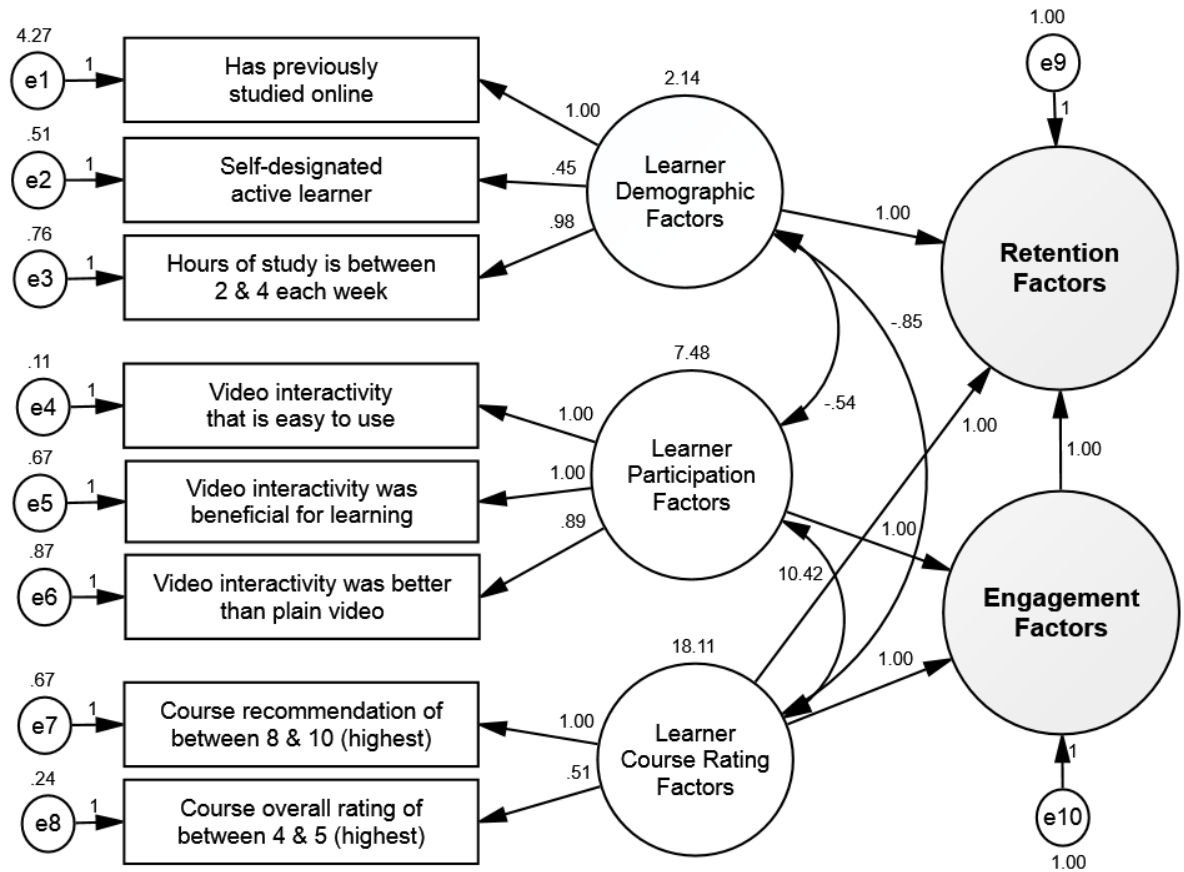 4.27
e1
1
Has previously
studied online
.51
e2
1
Self-designated
active learner
.76
e3
1
Hours of study is between
2 & 4 each week
1.00
.45
.98
2.14
Learner
Demographic
Factors
.11
e4
1
Video interactivity
that is easy to use
.67
e5
1
Video interactivity was
beneficial for learning
.87
e6
1
Video interactivity was better
than plain video
1.00
1.00
.89
7.48
Learner
Participation
Factors
.67
e7
1
Course recommendation of
between 8 & 10 (highest)
.24
e8
1
Course overall rating of
between 4 & 5 (highest)
1.00
.51
18.11
Learner
Course Rating
Factors
-.85
-.54
10.42
1.00
1.00
1.00
1.00
1.00
e9
1
Retention
Factors
1.00
Engagement
Factors
1
e10
1.00